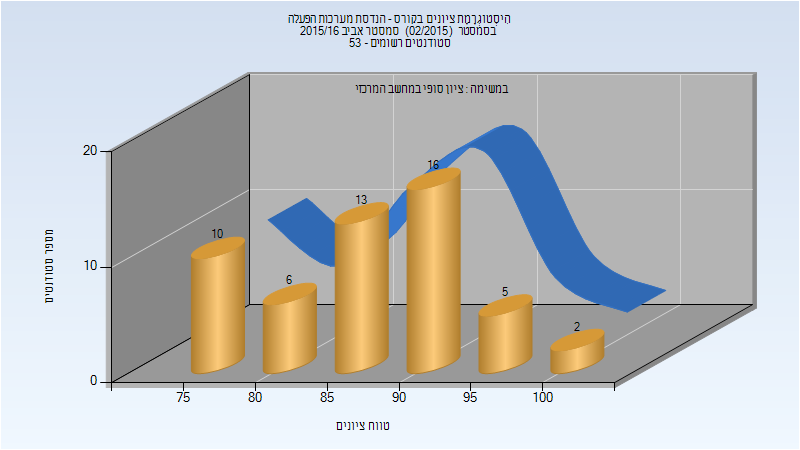 הִיסְטוֹגְרָמַת ציונים בקורס - הנדסת מערכות הפעלה
בסמסטר (02/2015) סמסטר אביב 2015/16
סטודנטים רשומים - 53
במשימה : ציון סופי במחשב המרכזי
מספר סטודנטים
20
10
0
10
6
13
16
5
2
75
80
85
90
95
100
טווח ציונים